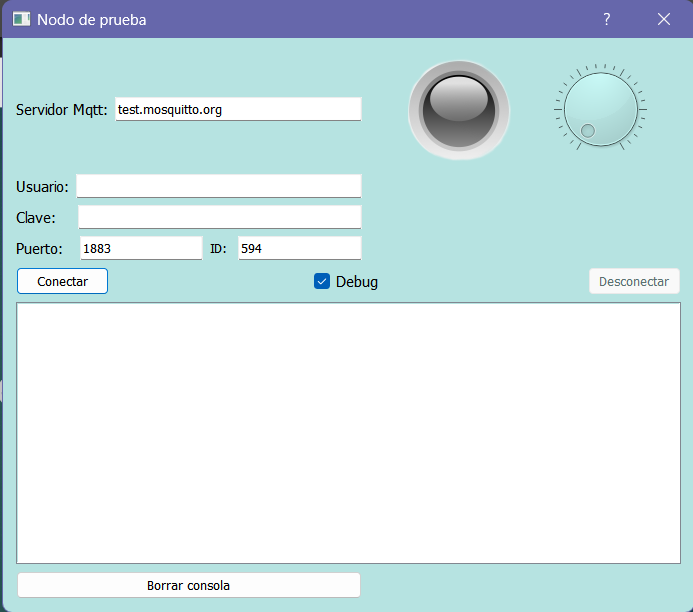 Nodo de prueba ?
Servidor Mqtt: test.mosquitto.org
Usuario:
Clave:
Puerto: 1883 ID: 594
Conectar Debug Desconectar
Borrar consola